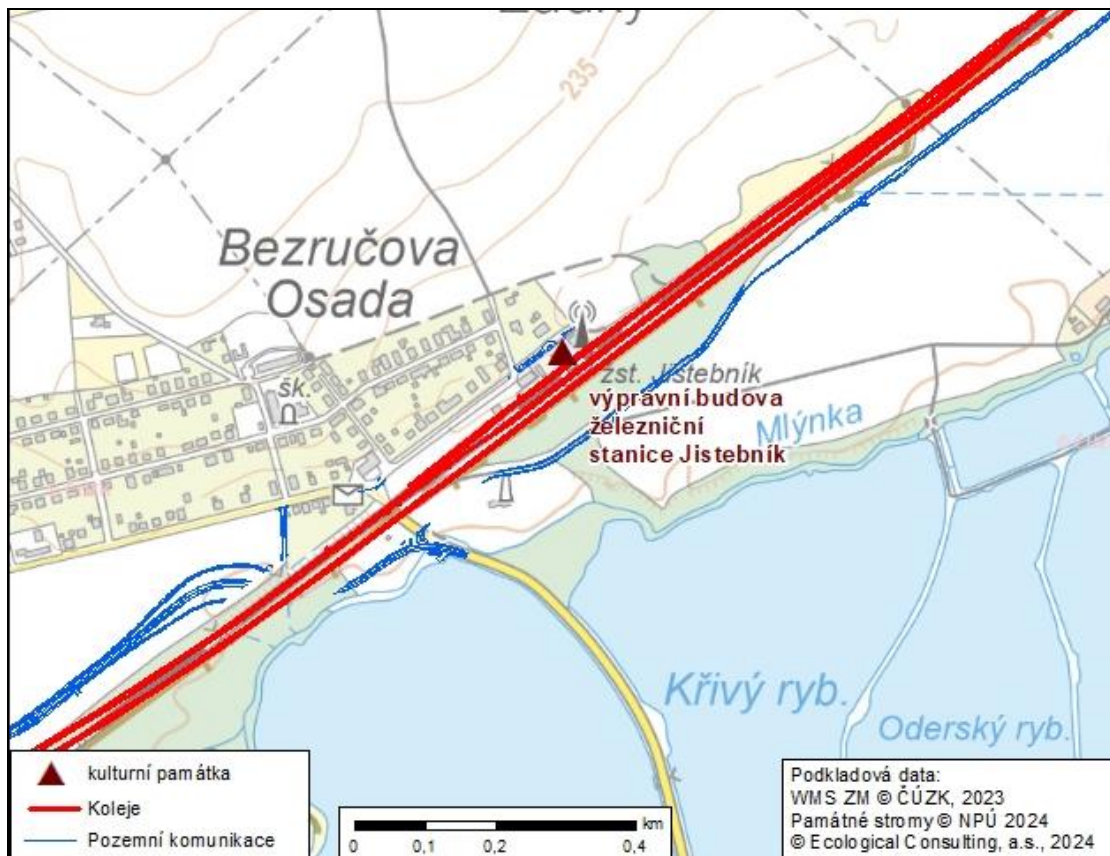 235
Bezručova
Osada
šk.
zst. Jistebník
výpravní budova
železniční
stanice Jistebník
Mlýnka
Křivý ryb.
Oderský ryb.
kulturní památka
Koleje
Pozemní komunikace
km
0 0,1 0,2 0,4
Podkladová data:
WMS ZM © ČÚZK, 2023
Památné stromy © NPÚ 2024
© Ecological Consulting, a.s., 2024